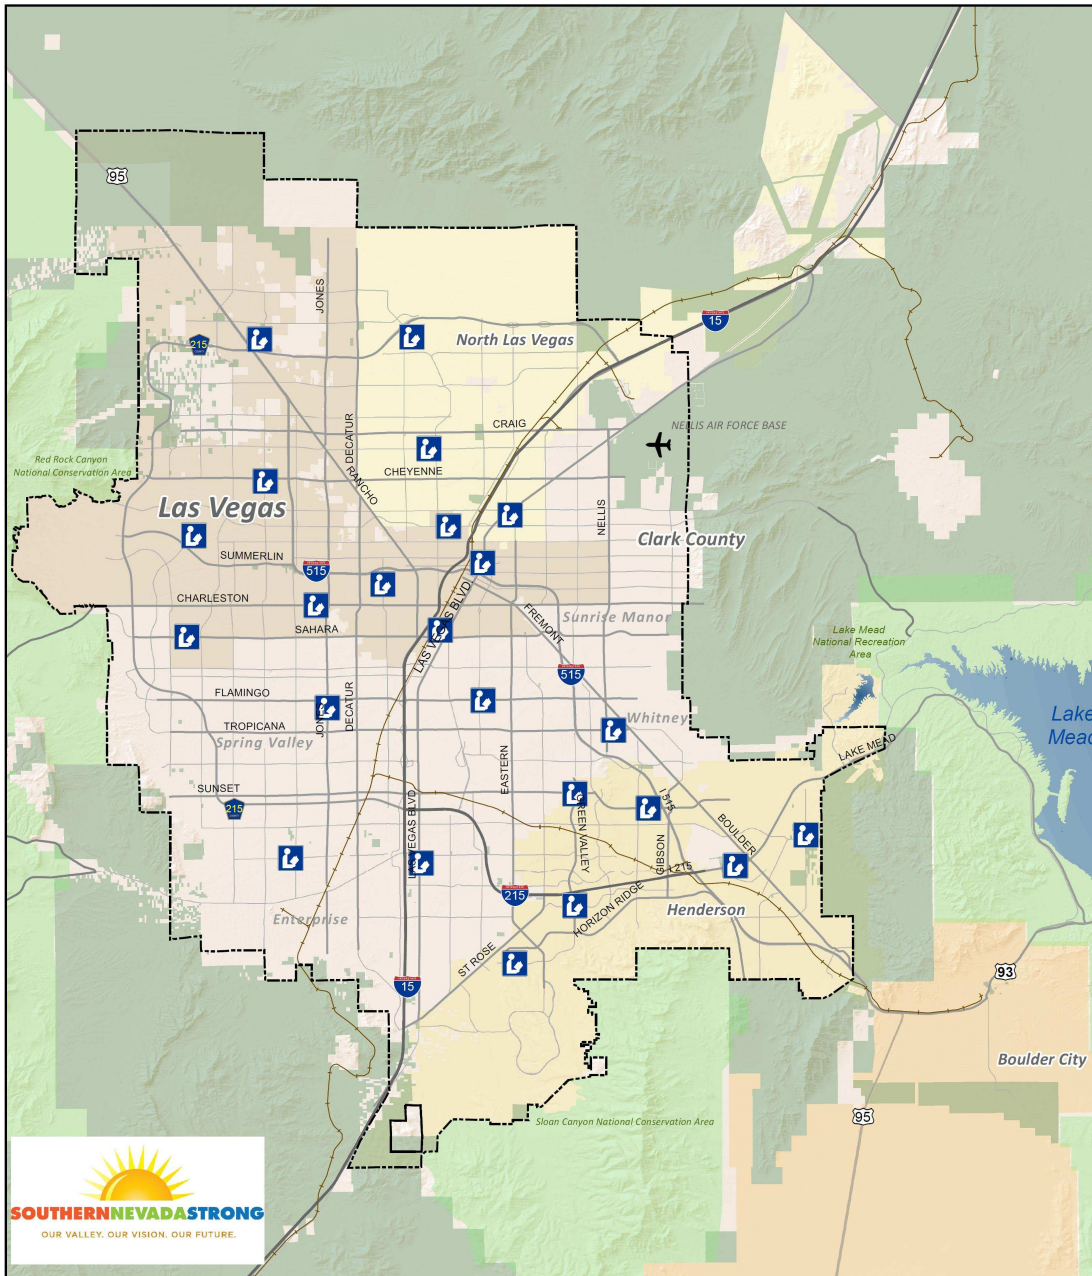 95
JONES
15
215
North Las Vegas
CRAIG
NELLIS AIR FORCE BASE
DECATUR
Red Rock Canyon
National Conservation Area
CHEYENNE
RANCHO
Las Vegas
NELLIS
Clark County
SUMMERLIN
515
CHARLESTON
LAS VEGAS BLVD
FREMONT
Sunrise Manor
SAHARA
Lake Mead
National Recreation
Area
515
FLAMINGO
DECATUR
JONES
Whitney
Lake
Mead
TROPICANA
Spring Valley
LAKE MEAD
EASTERN
SUNSET
215
LAS VEGAS BLVD
GREEN VALLEY
I 515
BOULDER
GIBSON
I 215
215
HORIZON RIDGE
Henderson
Enterprise
ST ROSE
93
15
Boulder City
95
Sloan Canyon National Conservation Area
SOUTHERNNEVADASTRONG
OUR VALLEY. OUR VISION. OUR FUTURE.